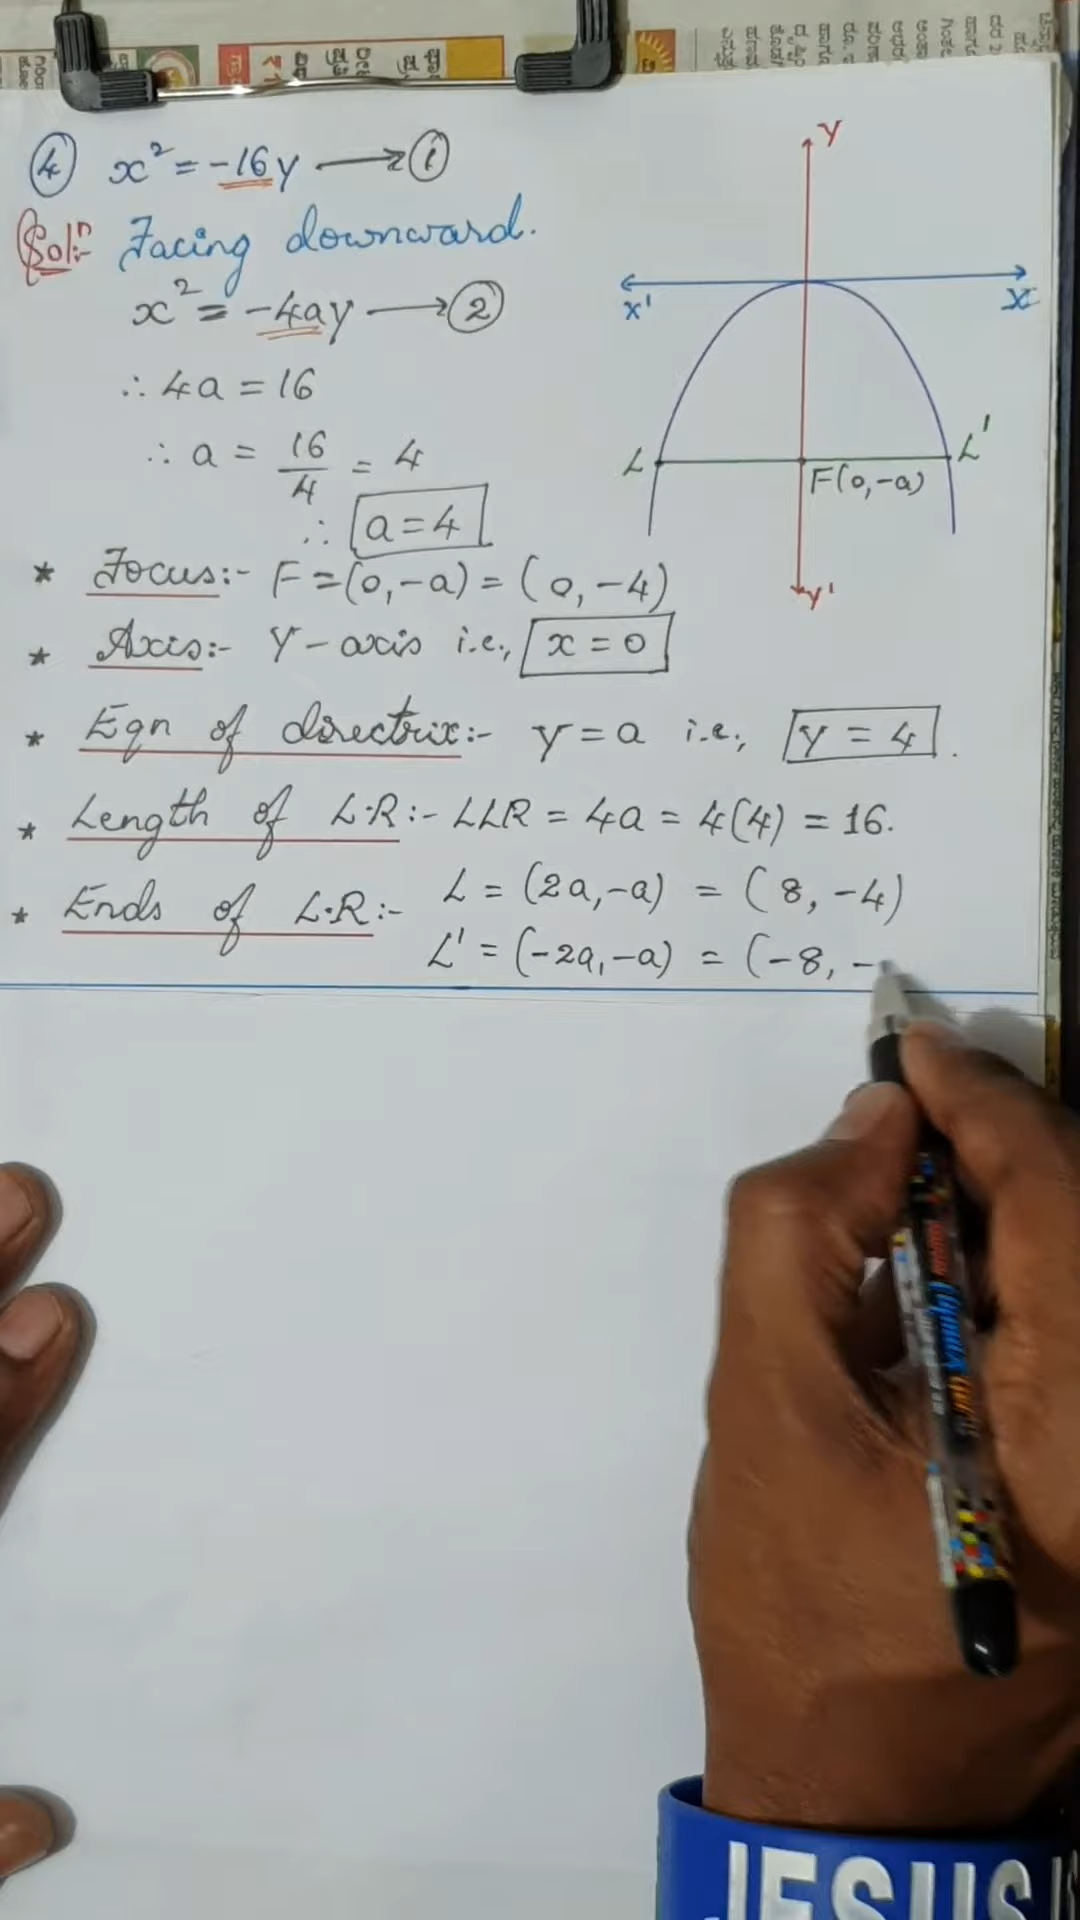 ④ x² = -16y ⟶ ①
Solⁿ:- Facing downward.
x² = -4ay ⟶ ②
∴ 4a = 16
∴ a = 16/4 = 4
∴ a = 4
* Focus:- F = (0, -a) = (0, -4)
* Axis:- Y-axis i.e., x = 0
* Eqn of directrix:- y = a i.e., y = 4.
* Length of L.R:- LLR = 4a = 4(4) = 16.
* Ends of L.R:- L = (2a, -a) = (8, -4)
L' = (-2a, -a) = (-8, -
Y
X'
X
L
L'
F(0, -a)
Y'
JESUS IS